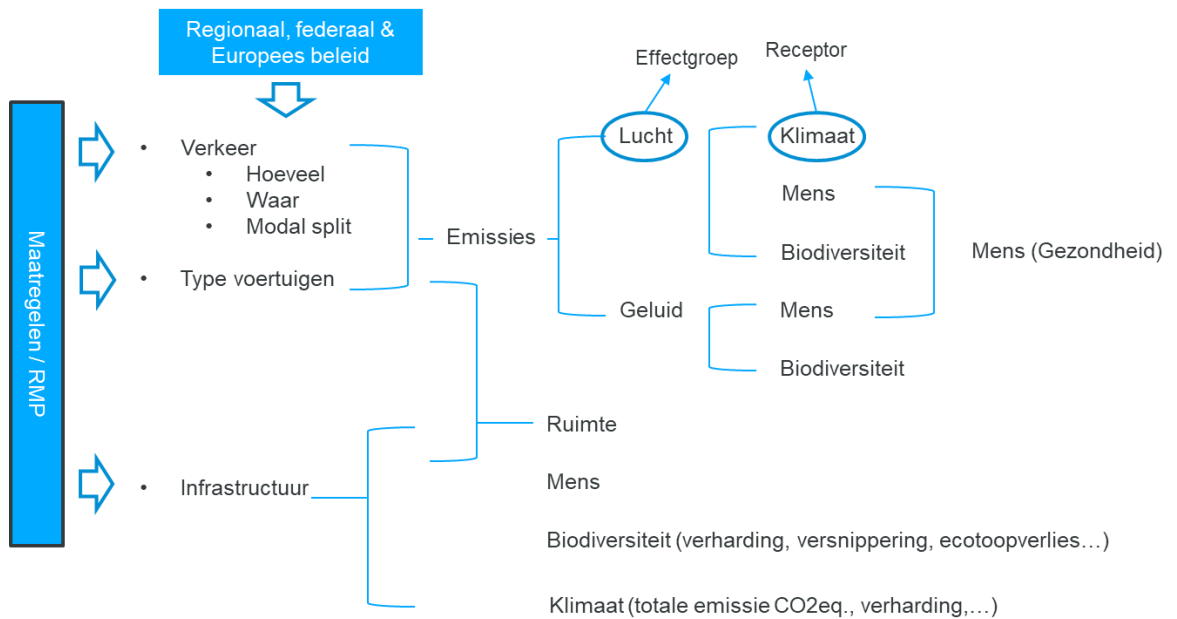 Regionaal, federaal &
Europees beleid
Effectgroep
Receptor
Maatregelen / RMP
• Verkeer
• Hoeveel
• Waar
• Modal split
• Type voertuigen
• Infrastructuur
Emissies
Lucht
Klimaat
Mens
Biodiversiteit
Mens (Gezondheid)
Geluid
Mens
Biodiversiteit
Ruimte
Mens
Biodiversiteit (verharding, versnippering, ecotoopverlies…)
Klimaat (totale emissie CO2eq., verharding,…)